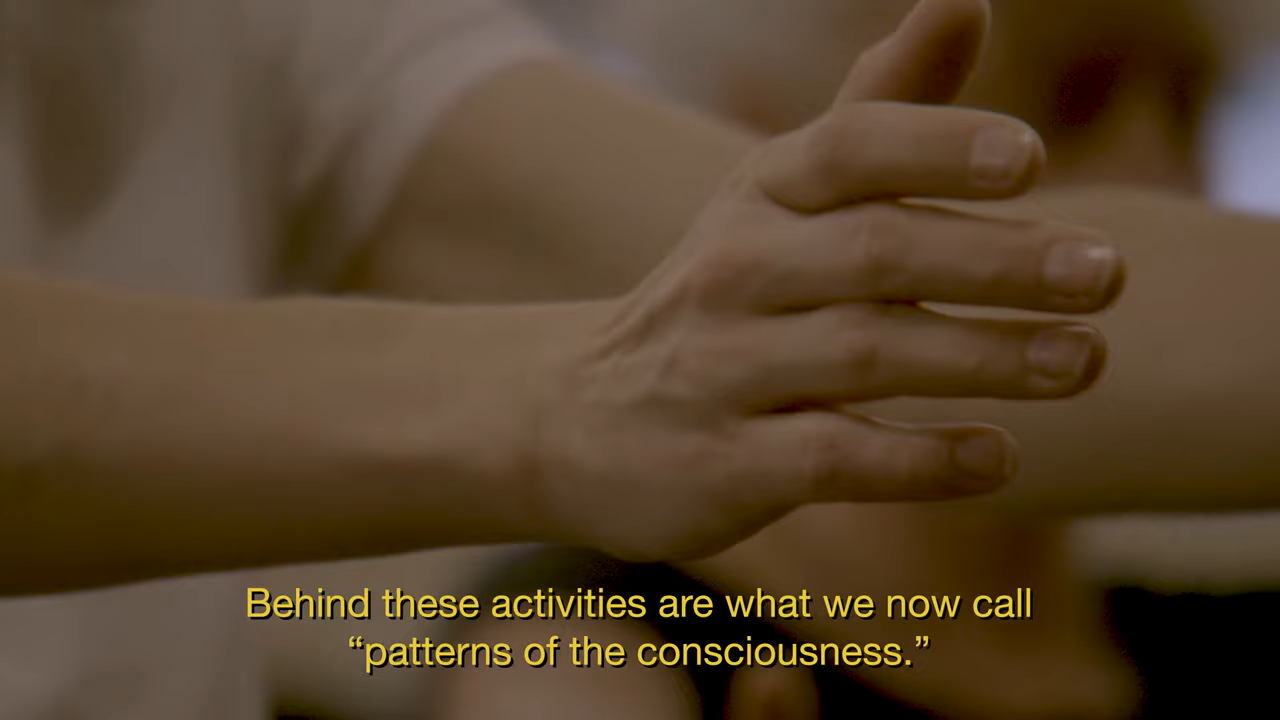 Behind these activities are what we now call
“patterns of the consciousness.”